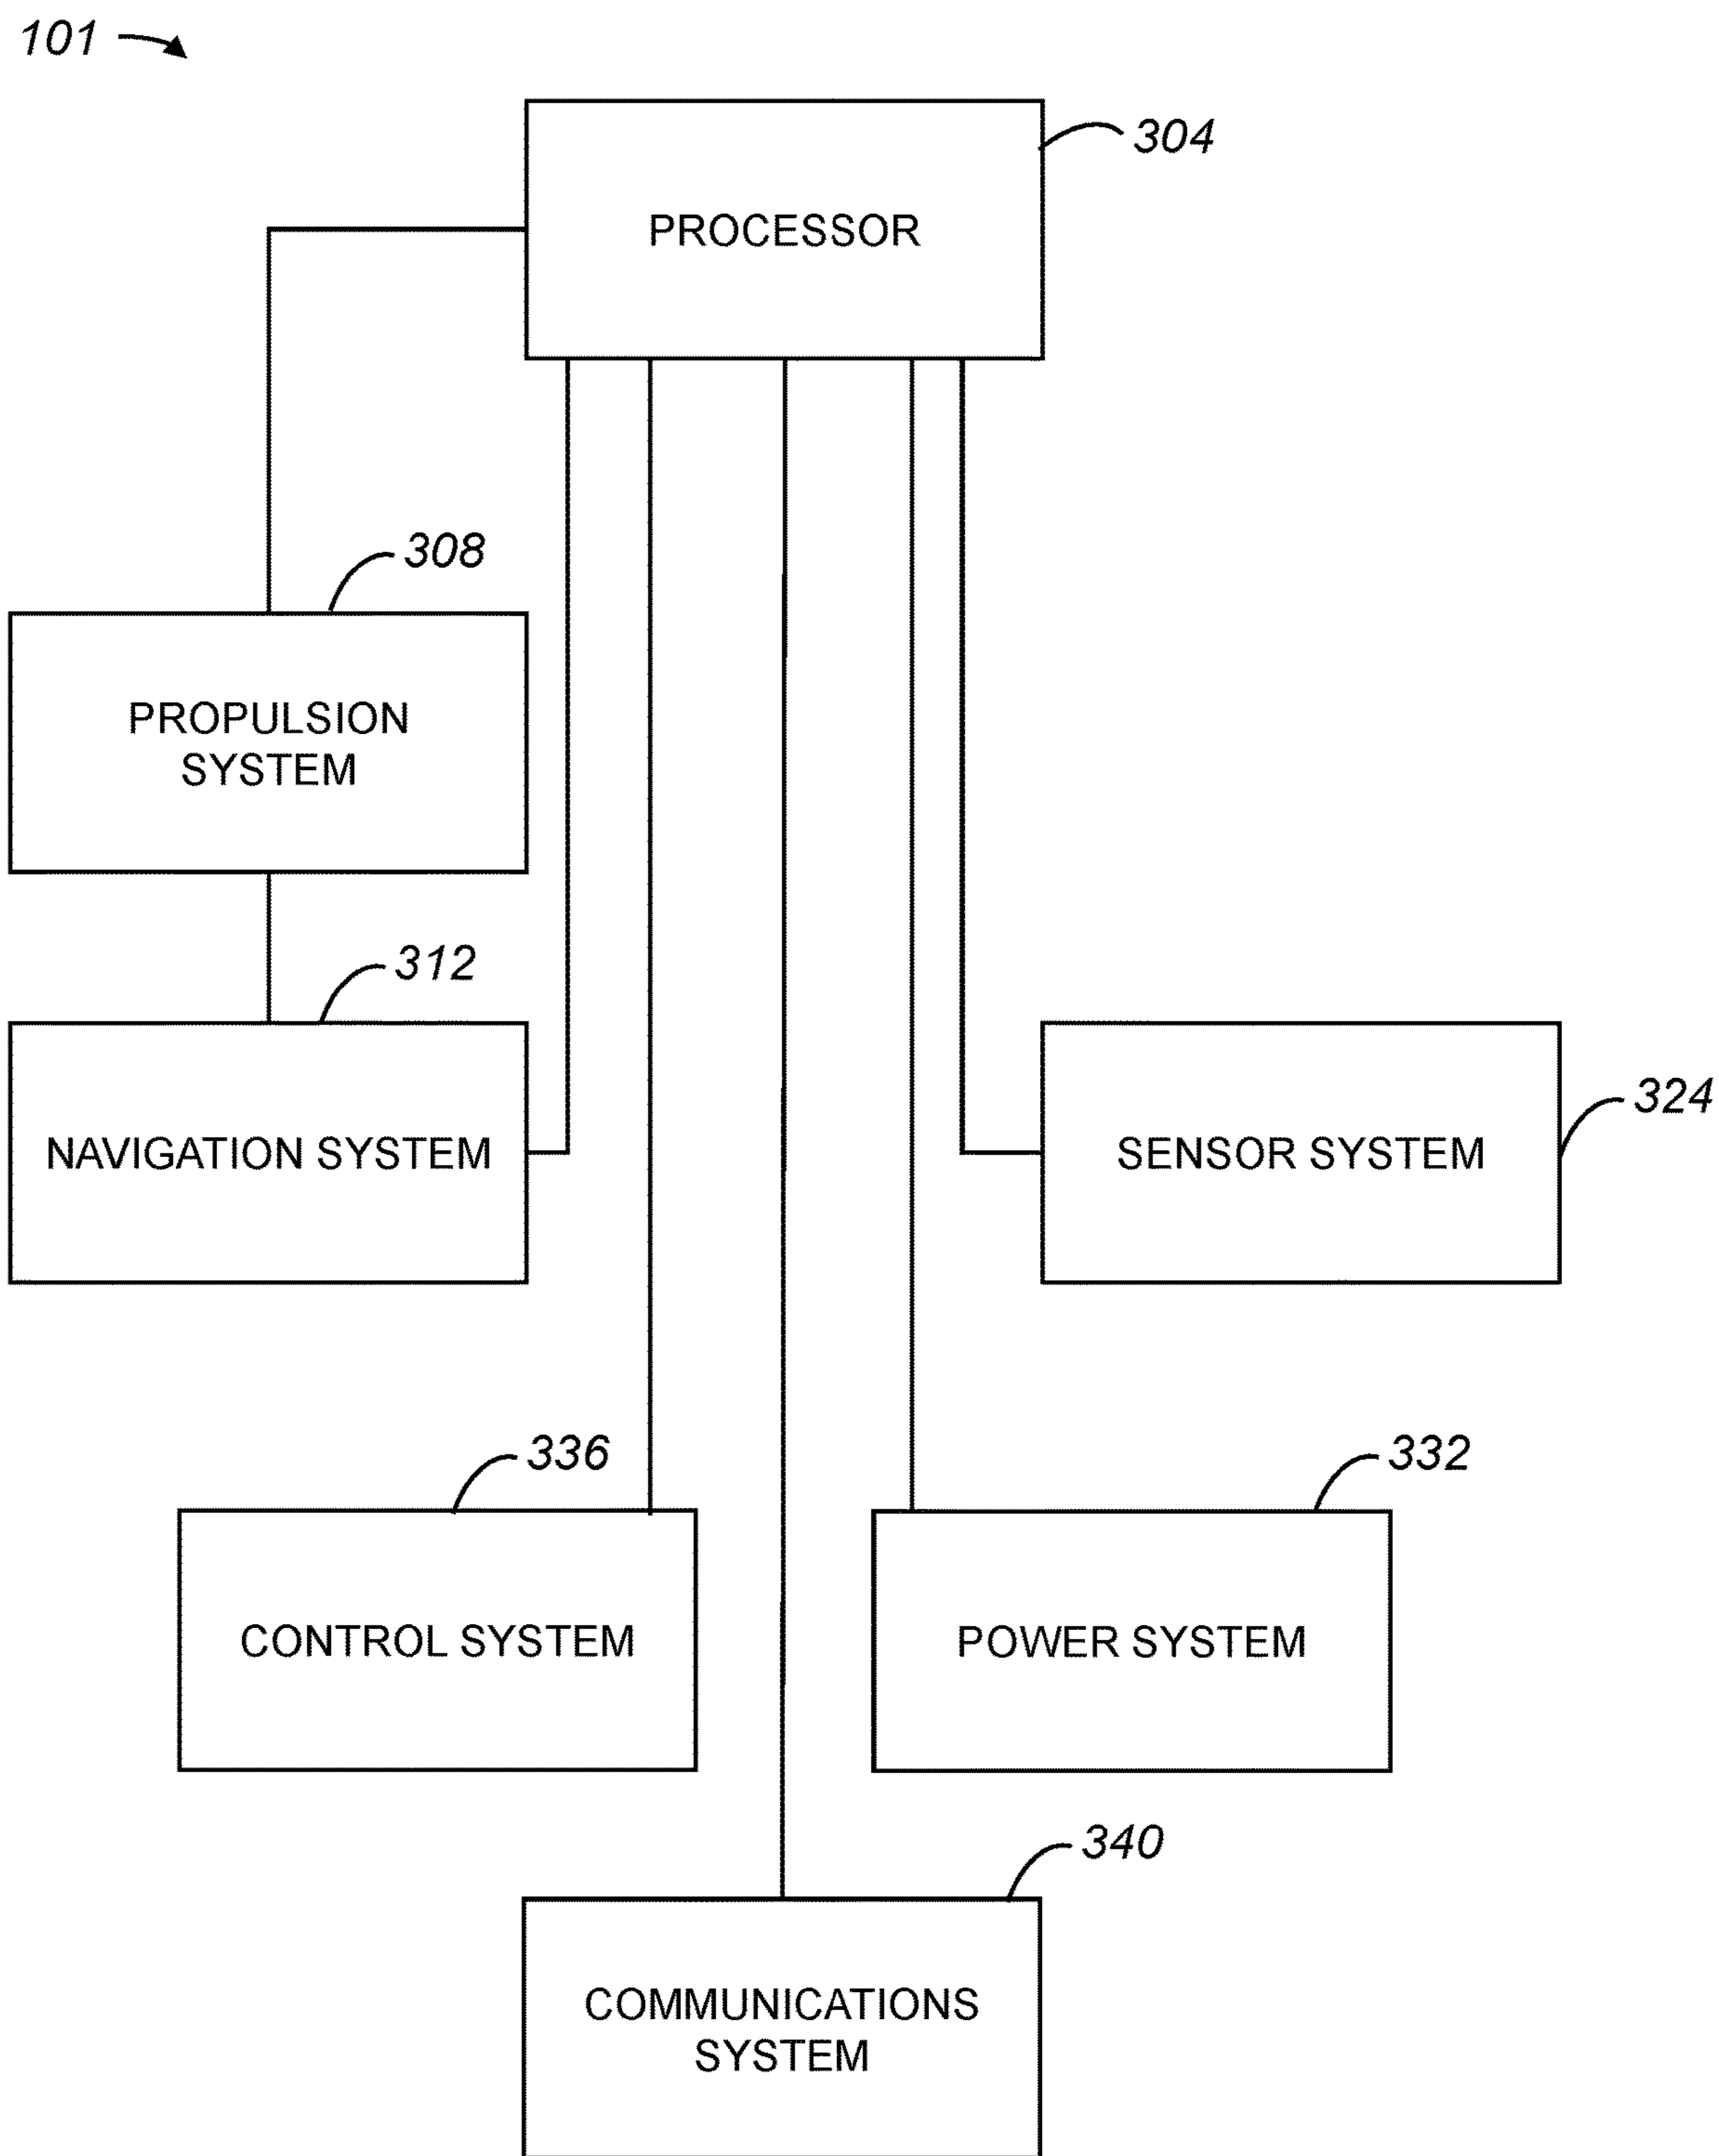 101
304
PROCESSOR
308
PROPULSION
SYSTEM
312
NAVIGATION SYSTEM
324
SENSOR SYSTEM
336
CONTROL SYSTEM
332
POWER SYSTEM
340
COMMUNICATIONS
SYSTEM